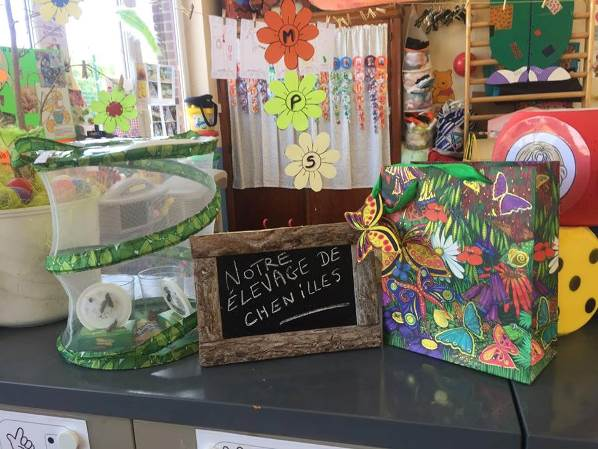 M
P
S
NOTRE
ÉLEVAGE DE
CHENILLES